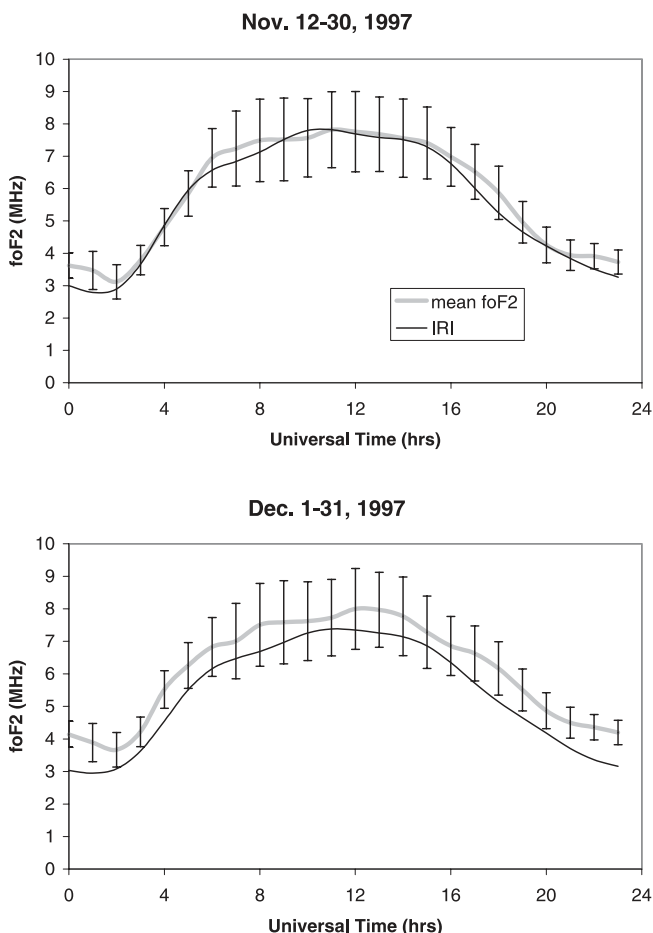 Nov. 12-30, 1997
10
9
8
7
6
5
4
3
2
1
0
foF2 (MHz)
mean foF2
IRI
0 4 8 12 16 20 24
Universal Time (hrs)
Dec. 1-31, 1997
10
9
8
7
6
5
4
3
2
1
0
foF2 (MHz)
0 4 8 12 16 20 24
Universal Time (hrs)